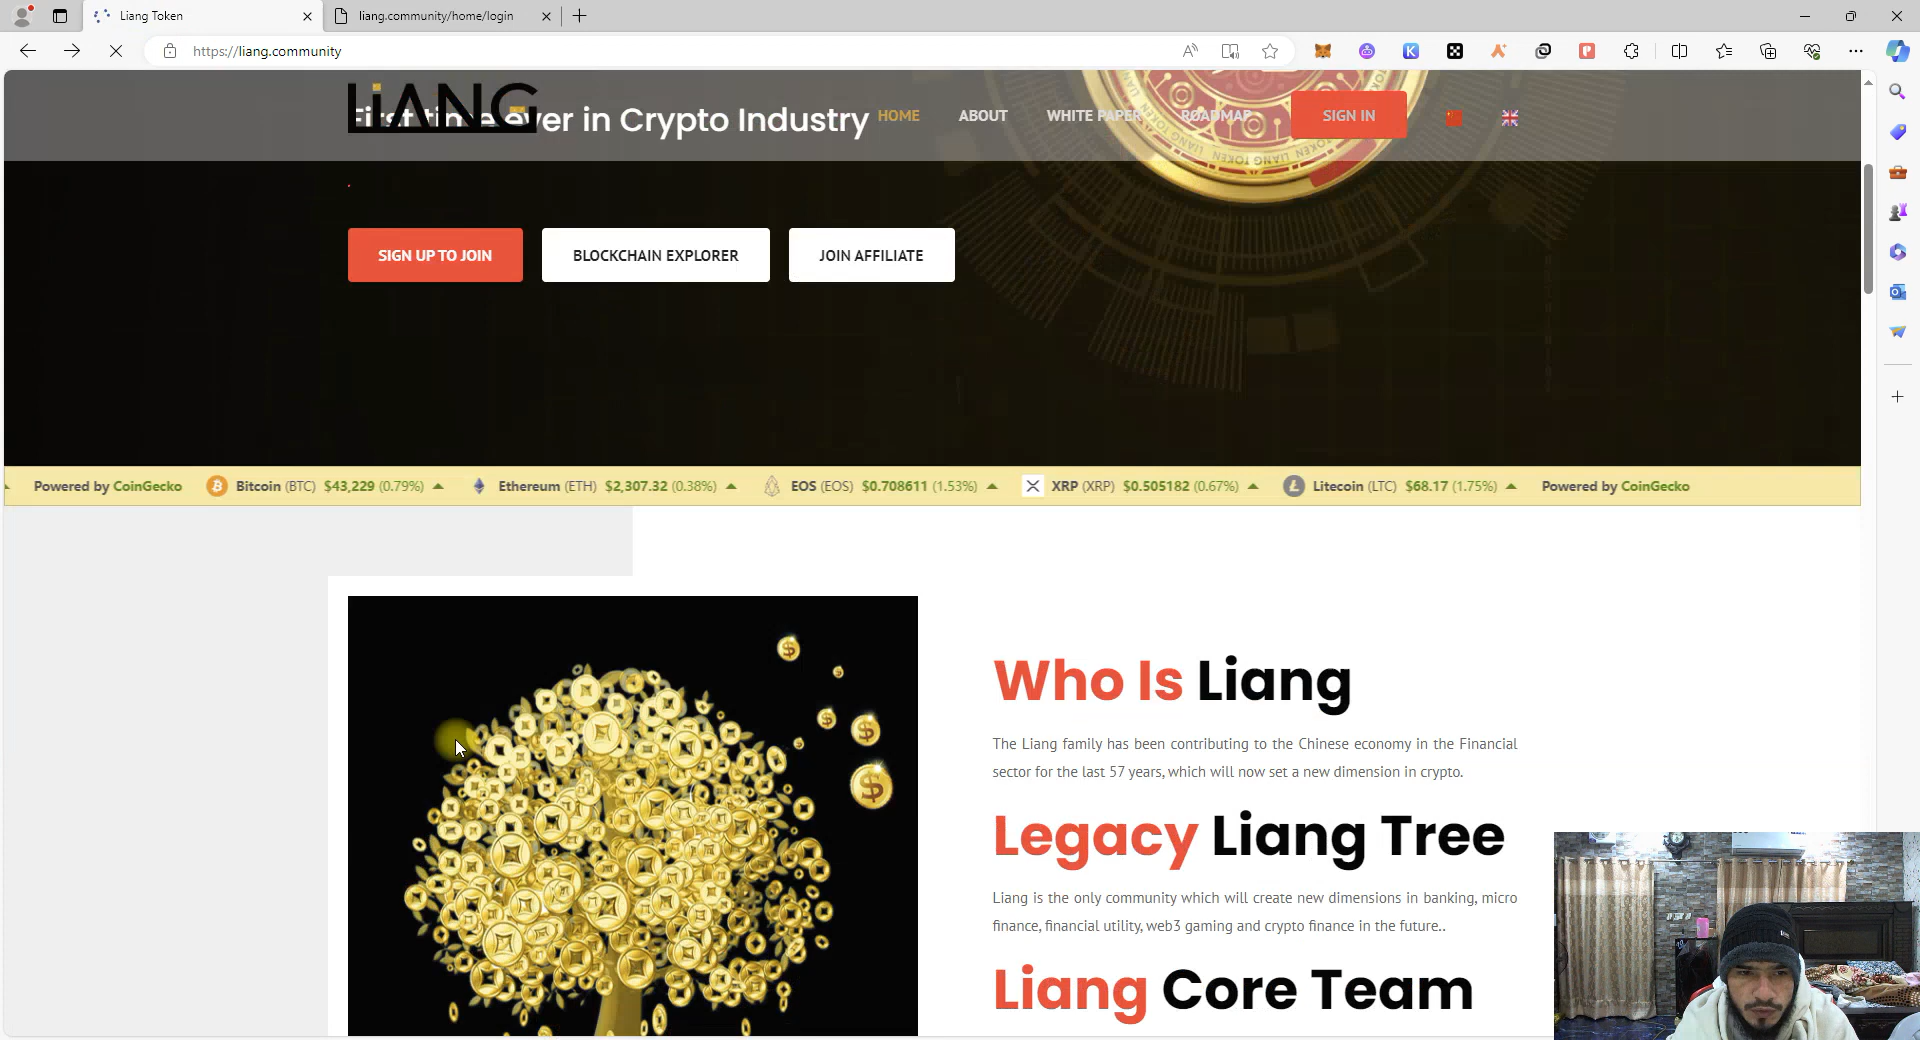 Liang Token
liang.community/home/login
https://liang.community
LiANG
First time ever in Crypto Industry
HOME
ABOUT
WHITE PAPER
ROADMAP
SIGN IN
LIANG TOKEN
SIGN UP TO JOIN
BLOCKCHAIN EXPLORER
JOIN AFFILIATE
Powered by CoinGecko Bitcoin (BTC) $43,229 (0.79%) Ethereum (ETH) $2,307.32 (0.38%) EOS (EOS) $0.708611 (1.53%) XRP (XRP) $0.505182 (0.67%) Litecoin (LTC) $68.17 (1.75%) Powered by CoinGecko
Who Is Liang
The Liang family has been contributing to the Chinese economy in the Financial
sector for the last 57 years, which will now set a new dimension in crypto.
Legacy Liang Tree
Liang is the only community which will create new dimensions in banking, micro
finance, financial utility, web3 gaming and crypto finance in the future..
Liang Core Team